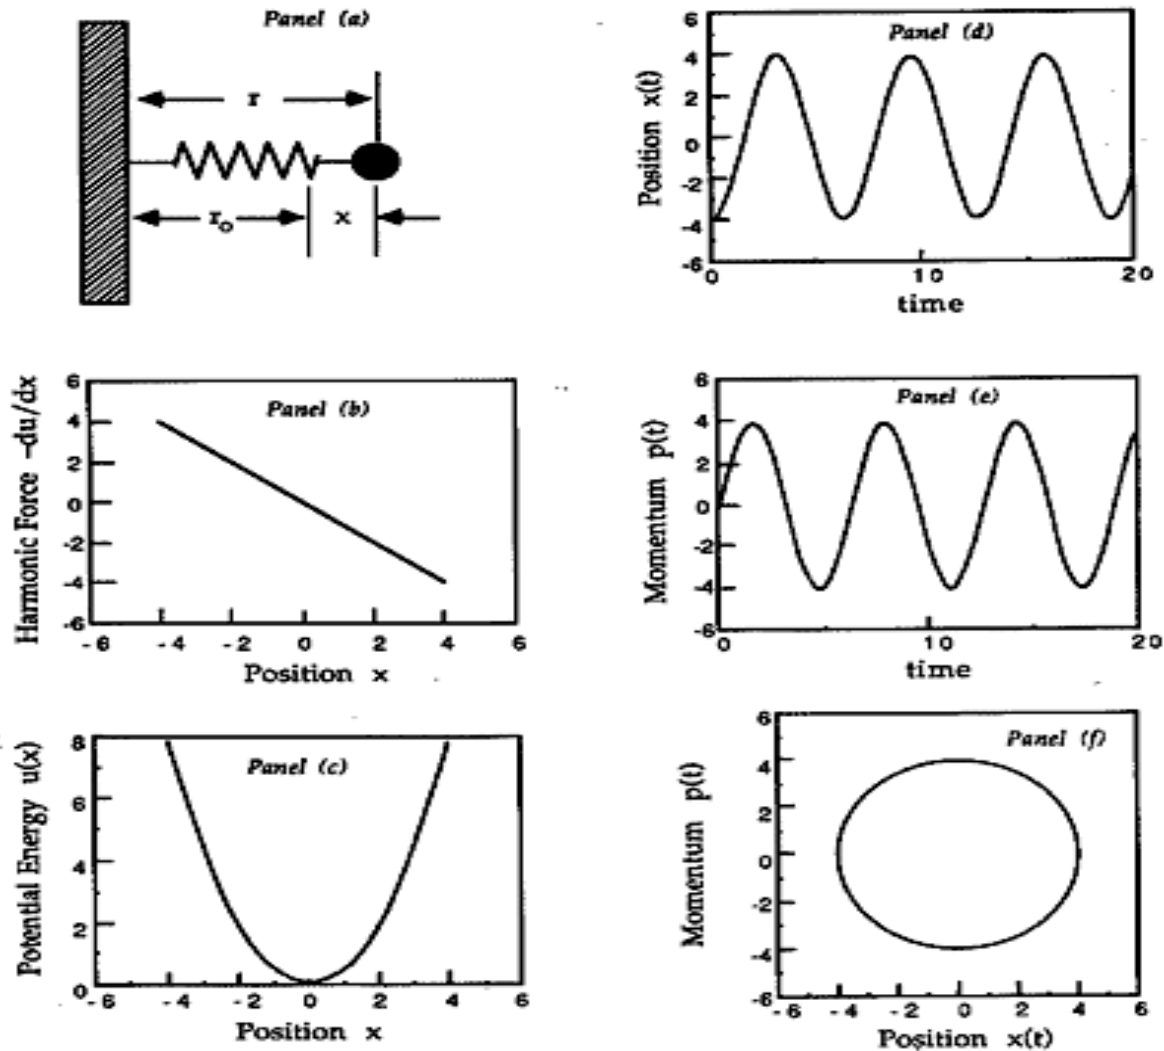 Panel (a)
r
r₀
x
Harmonic Force -du/dx
6
4
2
0
-2
-4
-6
Panel (b)
-6 -4 -2 0 2 4 6
Position x
Potential Energy u(x)
8
6
4
2
0
Panel (c)
-6 -4 -2 0 2 4 6
Position x
Position x(t)
6
4
2
0
-2
-4
-6
Panel (d)
0 10 20
time
Momentum p(t)
6
4
2
0
-2
-4
-6
Panel (e)
0 10 20
time
Momentum p(t)
6
4
2
0
-2
-4
-6
Panel (f)
-6 -4 -2 0 2 4 6
Position x(t)